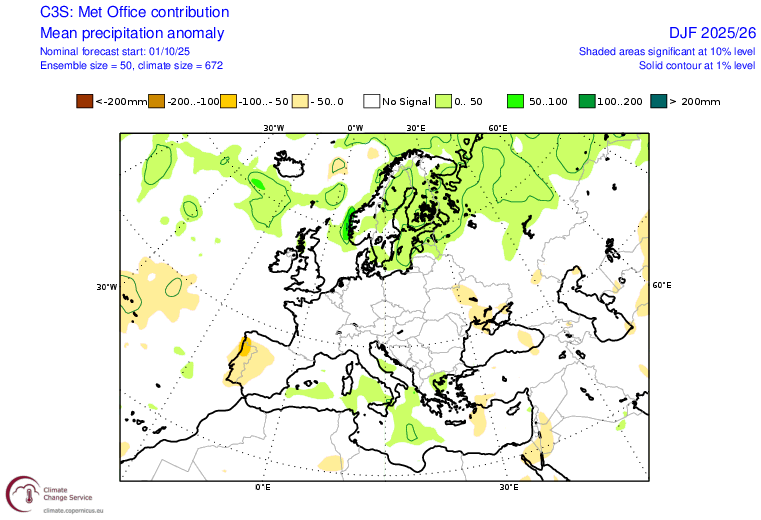 C3S: Met Office contribution
Mean precipitation anomaly DJF 2025/26
Nominal forecast start: 01/10/25 Shaded areas significant at 10% level
Ensemble size = 50, climate size = 672 Solid contour at 1% level
<-200mm -200..-100 -100..- 50 - 50..0 No Signal 0.. 50 50..100 100..200 > 200mm
30°W 0°W 30°E 60°E
30°W 60°E
0°E 30°E
Climate
Change Service
climate.copernicus.eu